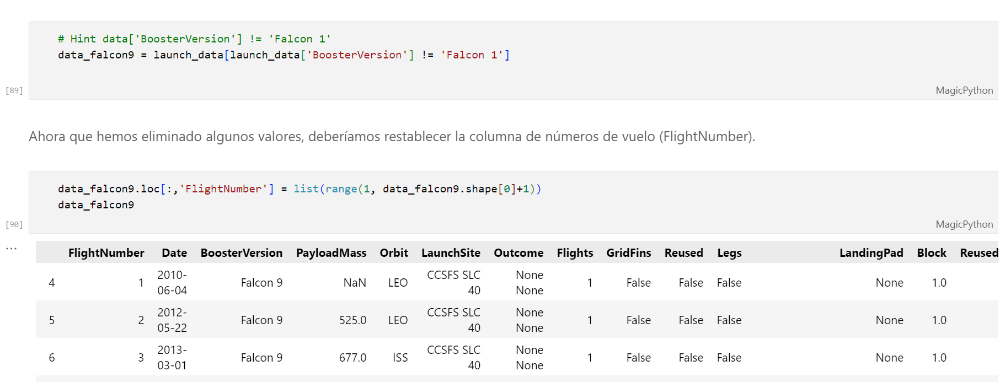 # Hint data['BoosterVersion'] != 'Falcon 1'
data_falcon9 = launch_data[launch_data['BoosterVersion'] != 'Falcon 1']
[89]
MagicPython
Ahora que hemos eliminado algunos valores, deberíamos restablecer la columna de números de vuelo (FlightNumber).
data_falcon9.loc[:,'FlightNumber'] = list(range(1, data_falcon9.shape[0]+1))
data_falcon9
[90]
MagicPython
...
FlightNumber Date BoosterVersion PayloadMass Orbit LaunchSite Outcome Flights GridFins Reused Legs LandingPad Block Reused
4 1 2010-06-04 Falcon 9 NaN LEO CCSFS SLC 40 None None 1 False False False None 1.0
5 2 2012-05-22 Falcon 9 525.0 LEO CCSFS SLC 40 None None 1 False False False None 1.0
6 3 2013-03-01 Falcon 9 677.0 ISS CCSFS SLC 40 None None 1 False False False None 1.0